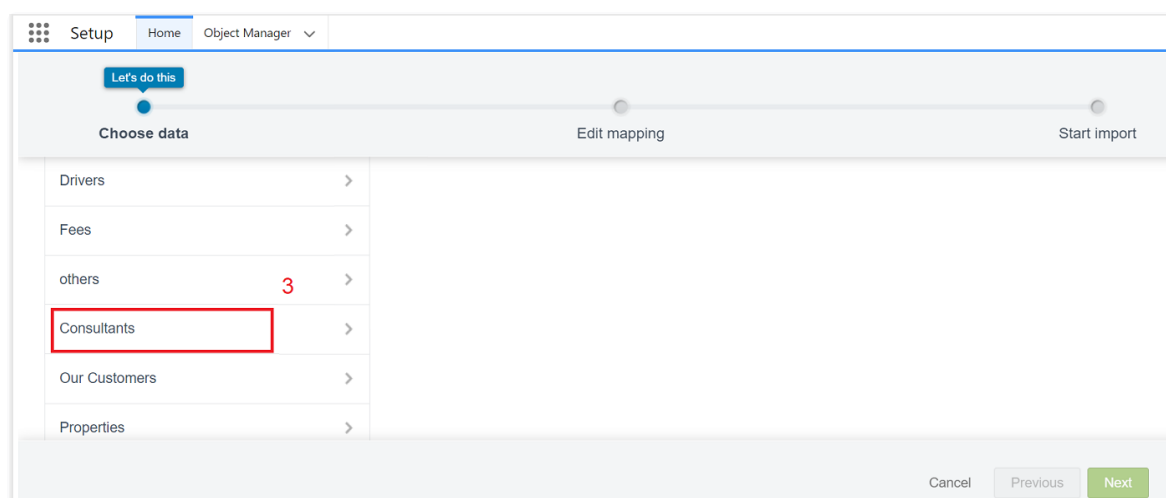 Setup Home Object Manager
Let's do this
Choose data Edit mapping Start import
Drivers
Fees
others
3
Consultants
Our Customers
Properties
Cancel Previous Next